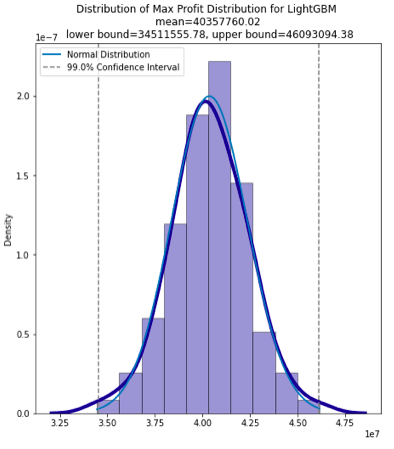 Distribution of Max Profit Distribution for LightGBM
mean=40357760.02
lower bound=34511555.78, upper bound=46093094.38
1e−7
Normal Distribution
99.0% Confidence Interval
2.0
1.5
1.0
0.5
0.0
Density
3.25 3.50 3.75 4.00 4.25 4.50 4.75
1e7